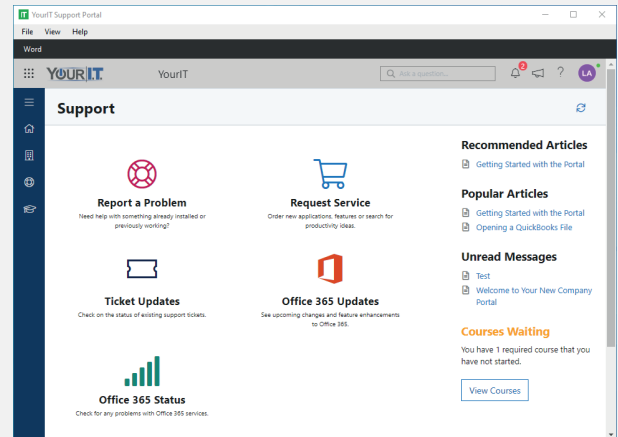 YourIT Support Portal
File View Help
Word
YOUR I.T. YourIT Ask a question... 2 ? LA
Support
Report a Problem
Need help with something already installed or
previously working?
Request Service
Order new applications, features or search for
productivity ideas.
Ticket Updates
Check on the status of existing support tickets.
Office 365 Updates
See upcoming changes and feature enhancements
to Office 365.
Office 365 Status
Check for any problems with Office 365 services.
Recommended Articles
Getting Started with the Portal
Popular Articles
Getting Started with the Portal
Opening a QuickBooks File
Unread Messages
Test
Welcome to Your New Company
Portal
Courses Waiting
You have 1 required course that you
have not started.
View Courses